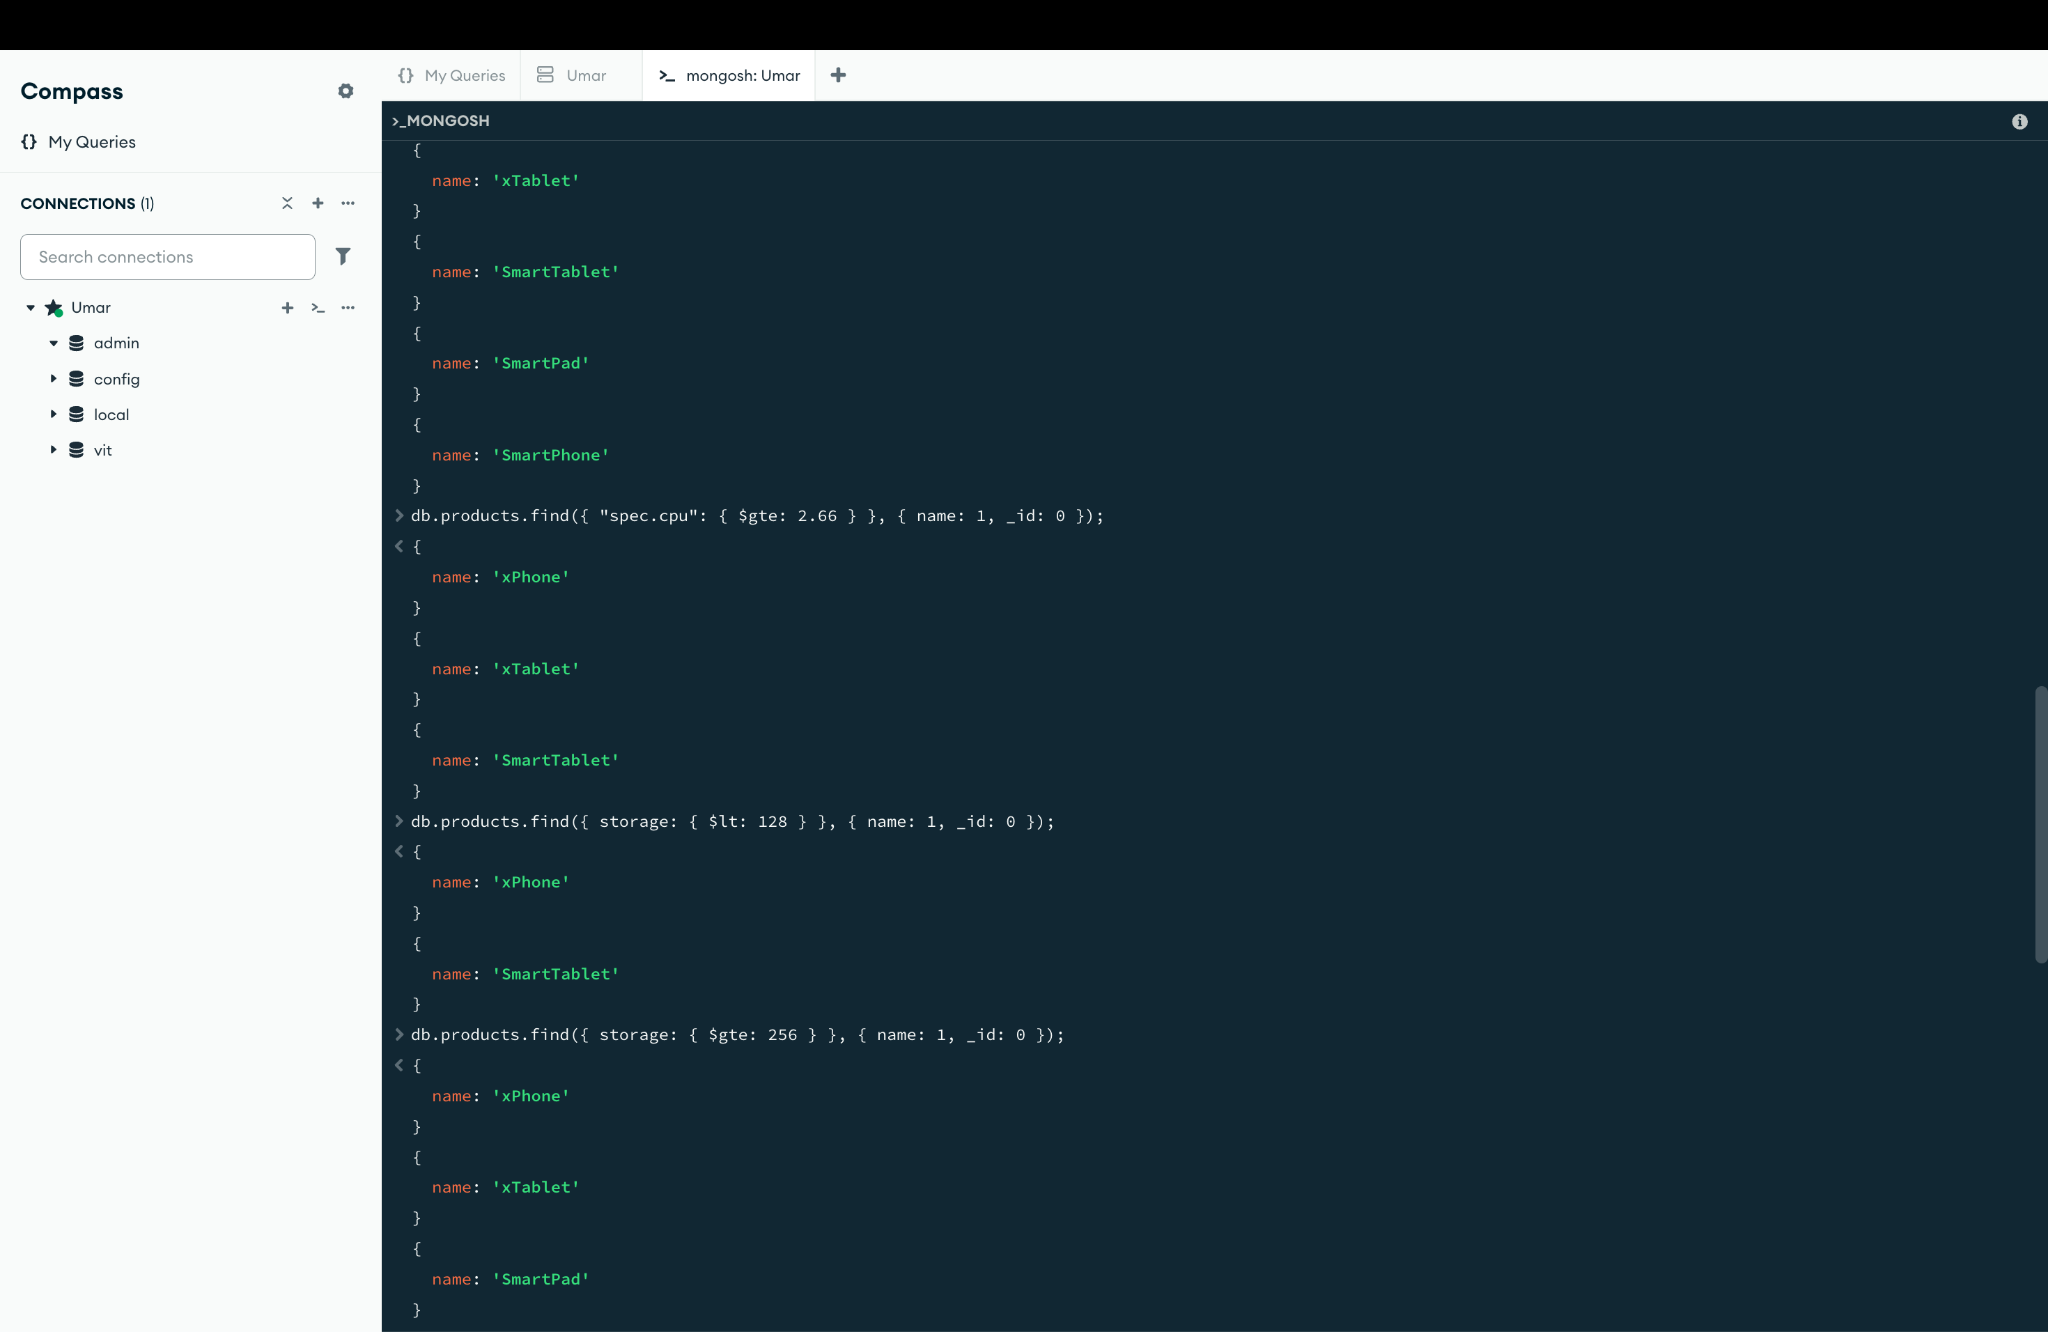 Compass
My Queries
CONNECTIONS (1)
Search connections
Umar
admin
config
local
vit
{} My Queries
Umar
>_ mongosh: Umar
>_MONGOSH
{
name: 'xTablet'
}
{
name: 'SmartTablet'
}
{
name: 'SmartPad'
}
{
name: 'SmartPhone'
}
> db.products.find({ "spec.cpu": { $gte: 2.66 } }, { name: 1, _id: 0 });
< {
name: 'xPhone'
}
{
name: 'xTablet'
}
{
name: 'SmartTablet'
}
> db.products.find({ storage: { $lt: 128 } }, { name: 1, _id: 0 });
< {
name: 'xPhone'
}
{
name: 'SmartTablet'
}
> db.products.find({ storage: { $gte: 256 } }, { name: 1, _id: 0 });
< {
name: 'xPhone'
}
{
name: 'xTablet'
}
{
name: 'SmartPad'
}